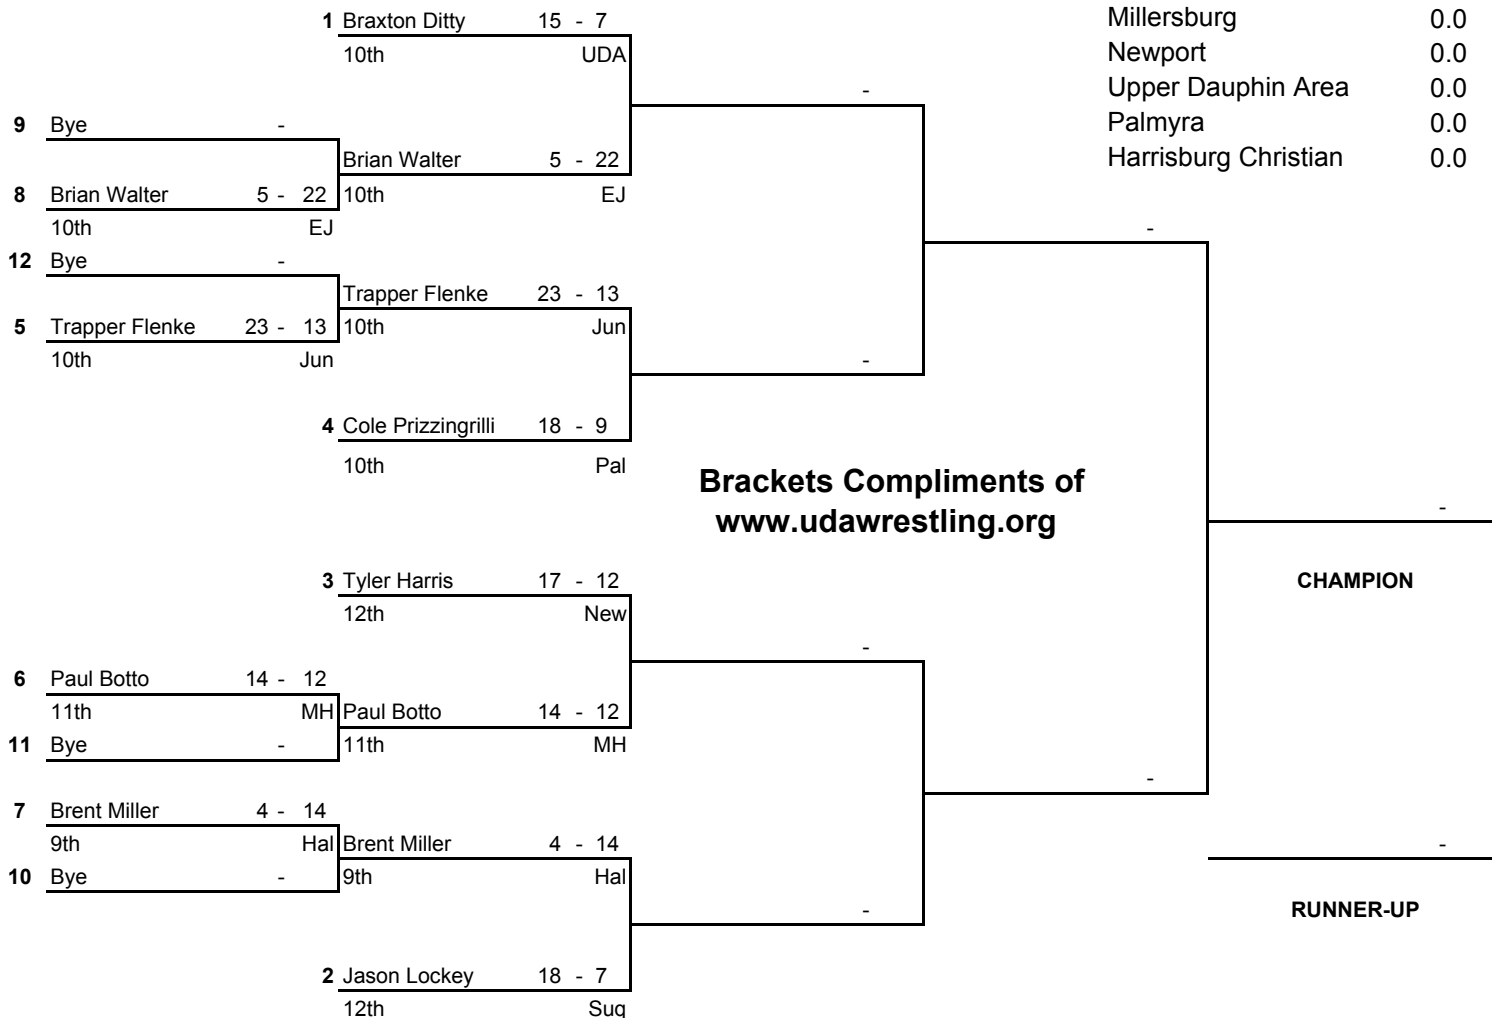 Millersburg 0.0
Newport 0.0
Upper Dauphin Area 0.0
Palmyra 0.0
Harrisburg Christian 0.0
1 Braxton Ditty 15 - 7
10th UDA
-
9 Bye -
Brian Walter 5 - 22
8 Brian Walter 5 - 22
10th EJ
10th EJ
-
12 Bye -
Trapper Flenke 23 - 13
5 Trapper Flenke 23 - 13
10th Jun
10th Jun
-
4 Cole Prizzingrilli 18 - 9
10th Pal
Brackets Compliments of
www.udawrestling.org
-
CHAMPION
3 Tyler Harris 17 - 12
12th New
-
6 Paul Botto 14 - 12
11th MH
Paul Botto 14 - 12
11 Bye -
11th MH
-
7 Brent Miller 4 - 14
9th Hal
Brent Miller 4 - 14
-
10 Bye -
9th Hal
-
RUNNER-UP
2 Jason Lockey 18 - 7
12th Suq